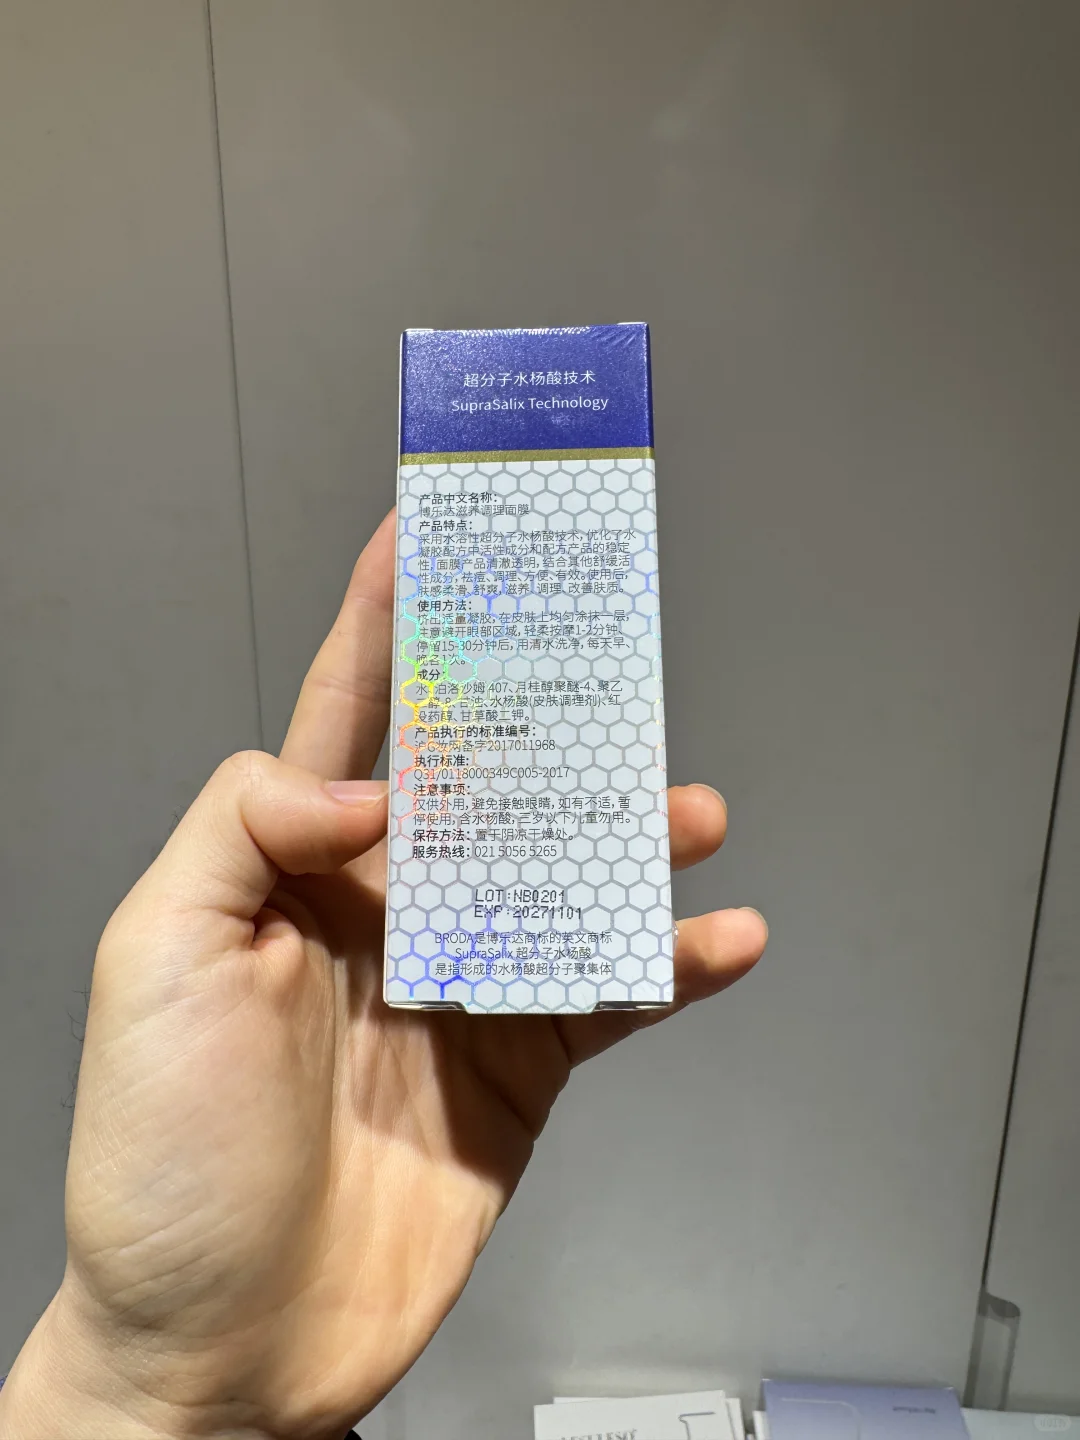 超分子水杨酸技术
SupraSalix Technology
产品中文名称：
博乐达滋养调理面膜
产品特点：
采用水溶性超分子水杨酸技术，优化了水
凝胶配方中活性成分和配方产品的稳定
性，面膜产品清澈透明，结合其他舒缓活
性成分，祛痘、调理、方便、有效。使用后，
肤感柔滑、舒爽，滋养、调理、改善肤质。
使用方法：
挤出适量凝胶，在皮肤上均匀涂抹一层，
注意避开眼部区域，轻柔按摩1-2分钟、
停留15-30分钟后，用清水洗净，每天早、
晚各1次。
成分：
水、泊洛沙姆 407、月桂醇聚醚-4、聚乙
二醇-8、甘油、水杨酸(皮肤调理剂)、红
没药醇、甘草酸二钾。
产品执行的标准编号：
沪G妆网备字2017011968
执行标准:
Q31/0118000349C005-2017
注意事项：
仅供外用，避免接触眼睛，如有不适，暂
停使用，含水杨酸，三岁以下儿童勿用。
保存方法：置于阴凉干燥处。
服务热线：021 5056 5265
LOT:NB0201
EXP:20271101
BRODA是博乐达商标的英文商标
SupraSalix 超分子水杨酸
是指形成的水杨酸超分子聚集体